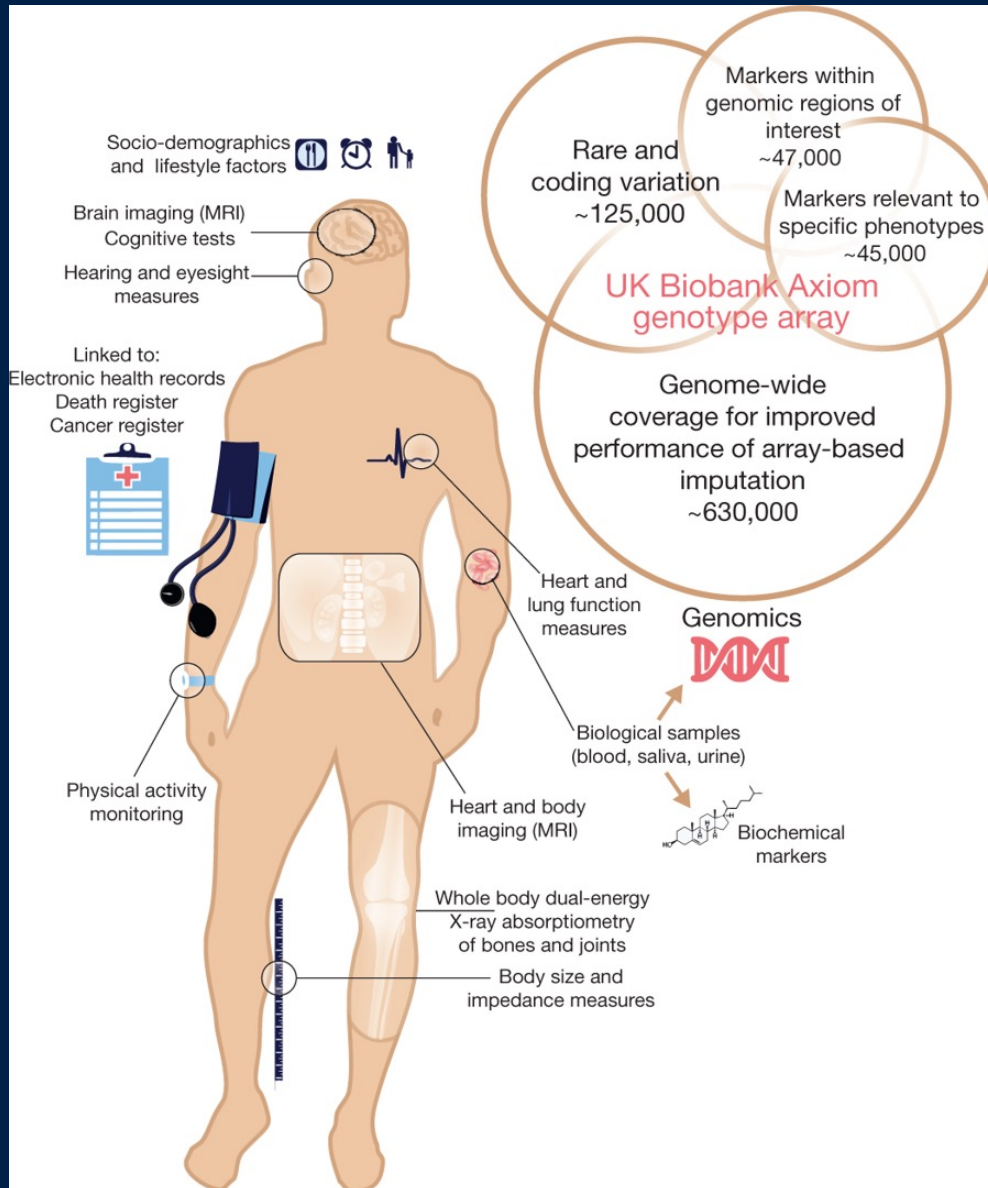 Socio-demographics
and lifestyle factors
Brain imaging (MRI)
Cognitive tests
Hearing and eyesight
measures
Linked to:
Electronic health records
Death register
Cancer register
Physical activity
monitoring
Heart and
lung function
measures
Heart and body
imaging (MRI)
Whole body dual-energy
X-ray absorptiometry
of bones and joints
Body size and
impedance measures
Rare and
coding variation
~125,000
Markers within
genomic regions of
interest
~47,000
Markers relevant to
specific phenotypes
~45,000
UK Biobank Axiom
genotype array
Genome-wide
coverage for improved
performance of array-based
imputation
~630,000
Genomics
Biological samples
(blood, saliva, urine)
HO
H
H
H
H
Biochemical
markers